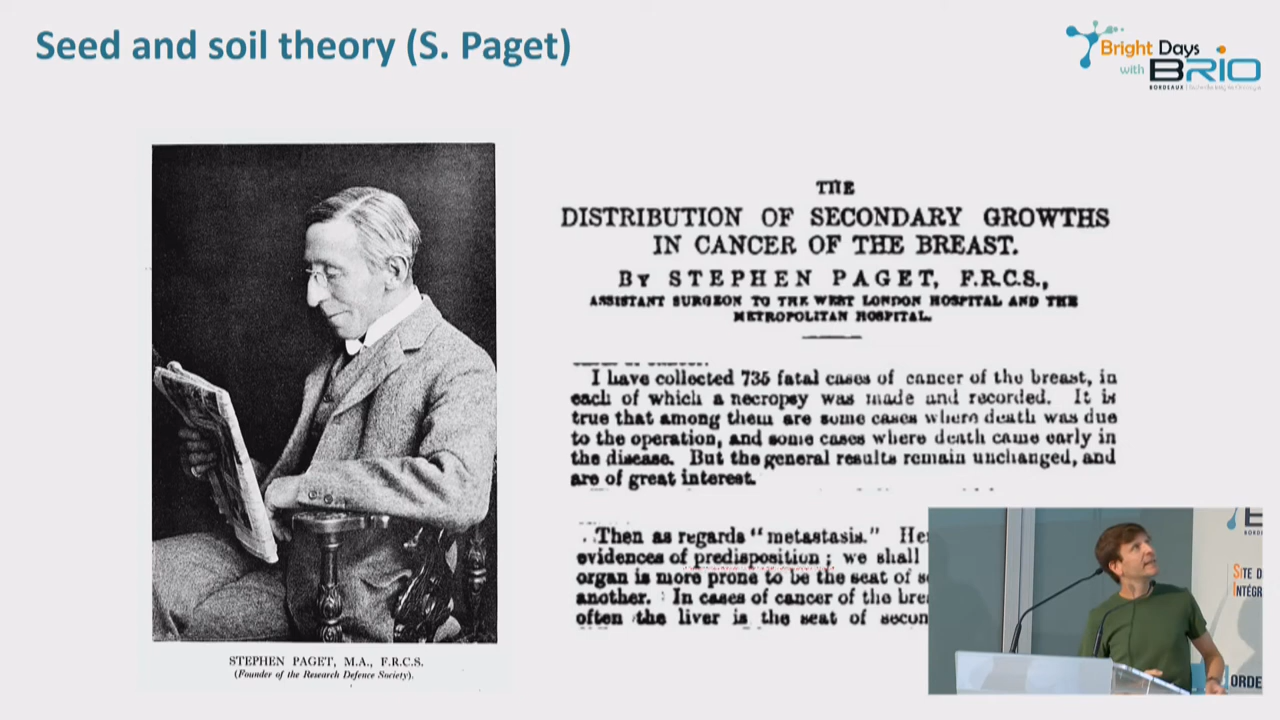 Seed and soil theory (S. Paget)
Bright Days
with BRIO
BORDEAUX
THE
DISTRIBUTION OF SECONDARY GROWTHS
IN CANCER OF THE BREAST.
BY STEPHEN PAGET, F.R.C.S.,
ASSISTANT SURGEON TO THE WEST LONDON HOSPITAL AND THE
METROPOLITAN HOSPITAL.
I have collected 735 fatal cases of cancer of the breast, in
each of which a necropsy was made and recorded. It is
true that among them are some cases where death was due
to the operation, and some cases where death came early in
the disease. But the general results remain unchanged, and
are of great interest.
Then as regards "metastasis." He
evidences of predisposition; we shall
organ is more prone to be the seat of s
another. In cases of cancer of the bre
often the liver is the seat of secon
STEPHEN PAGET, M.A., F.R.C.S.
(Founder of the Research Defence Society).
SITE D
INTÉGR
ORDE